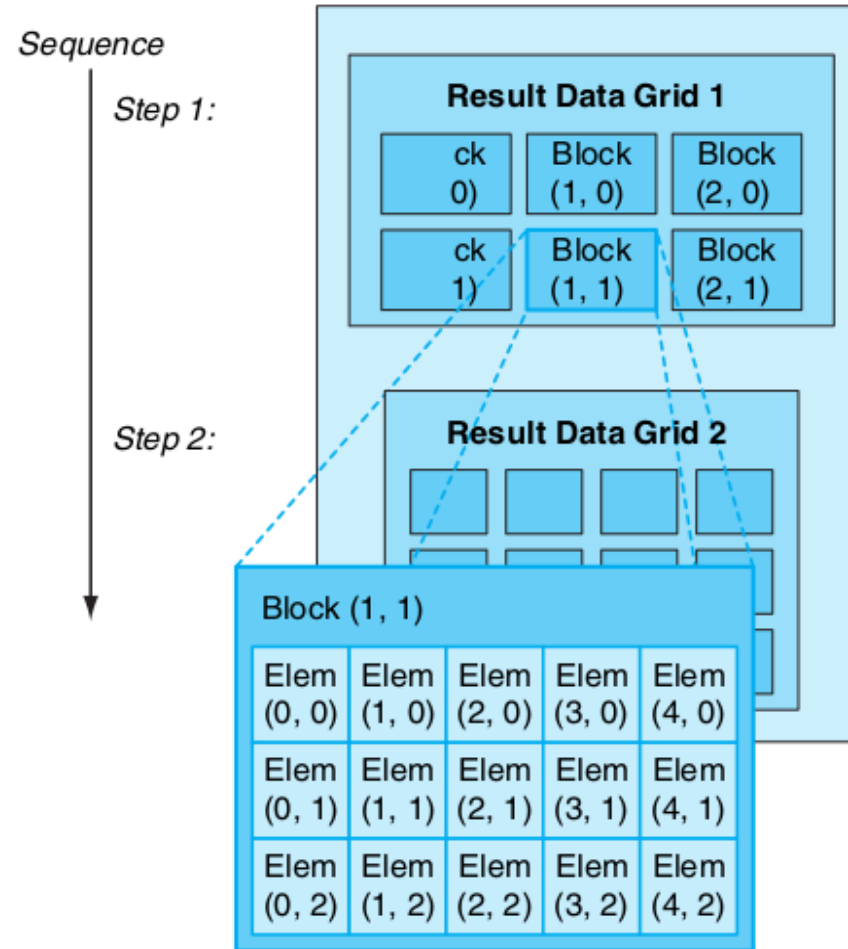 Sequence
Step 1:
Result Data Grid 1
ck Block Block
0) (1, 0) (2, 0)
ck Block Block
1) (1, 1) (2, 1)
Step 2:
Result Data Grid 2
Block (1, 1)
Elem Elem Elem Elem Elem
(0, 0) (1, 0) (2, 0) (3, 0) (4, 0)
Elem Elem Elem Elem Elem
(0, 1) (1, 1) (2, 1) (3, 1) (4, 1)
Elem Elem Elem Elem Elem
(0, 2) (1, 2) (2, 2) (3, 2) (4, 2)